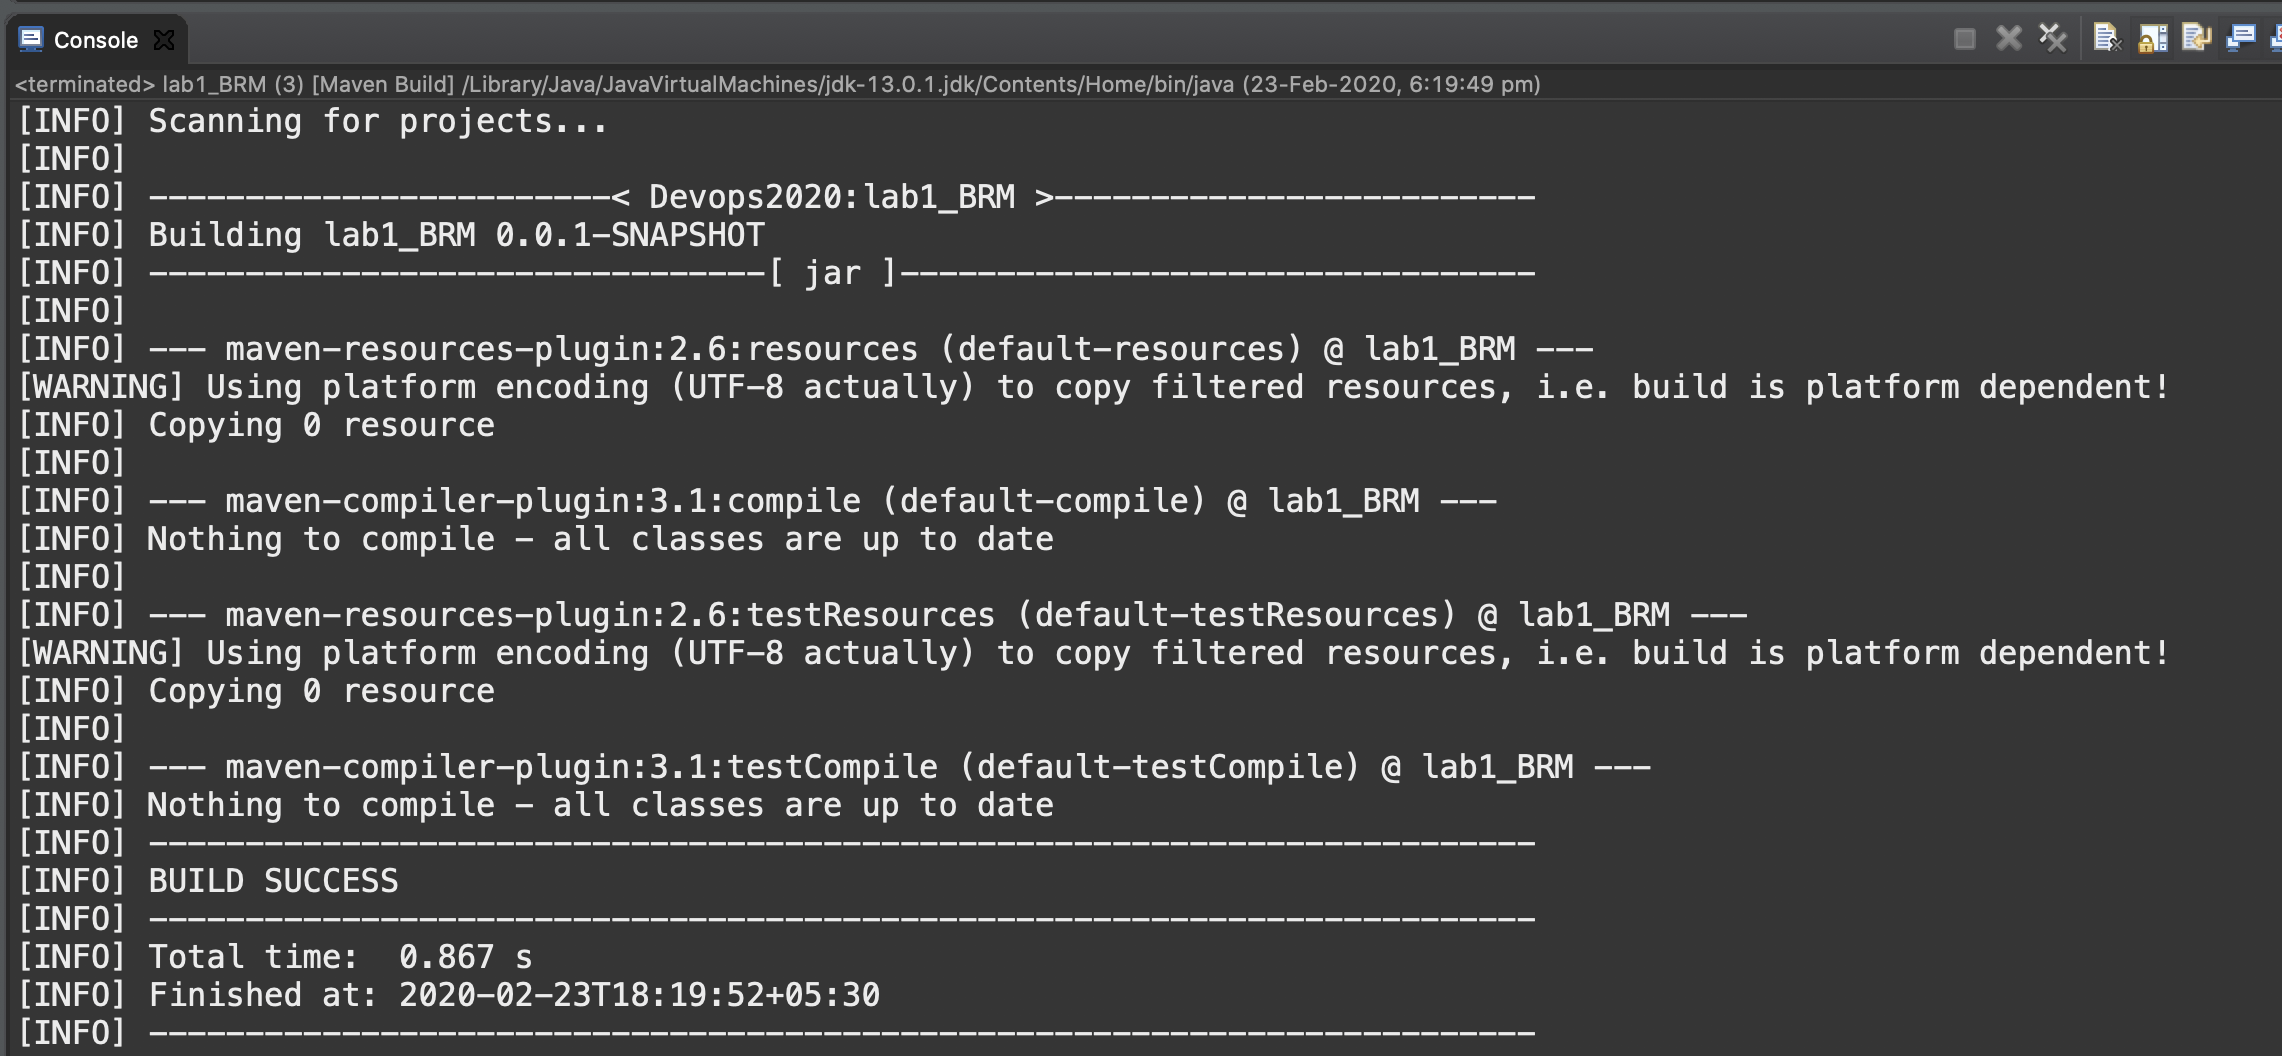 Console
<terminated> lab1_BRM (3) [Maven Build] /Library/Java/JavaVirtualMachines/jdk-13.0.1.jdk/Contents/Home/bin/java (23-Feb-2020, 6:19:49 pm)
[INFO] Scanning for projects...
[INFO]
[INFO] ------------------------< Devops2020:lab1_BRM >-------------------------
[INFO] Building lab1_BRM 0.0.1-SNAPSHOT
[INFO] --------------------------------[ jar ]---------------------------------
[INFO]
[INFO] --- maven-resources-plugin:2.6:resources (default-resources) @ lab1_BRM ---
[WARNING] Using platform encoding (UTF-8 actually) to copy filtered resources, i.e. build is platform dependent!
[INFO] Copying 0 resource
[INFO]
[INFO] --- maven-compiler-plugin:3.1:compile (default-compile) @ lab1_BRM ---
[INFO] Nothing to compile - all classes are up to date
[INFO]
[INFO] --- maven-resources-plugin:2.6:testResources (default-testResources) @ lab1_BRM ---
[WARNING] Using platform encoding (UTF-8 actually) to copy filtered resources, i.e. build is platform dependent!
[INFO] Copying 0 resource
[INFO]
[INFO] --- maven-compiler-plugin:3.1:testCompile (default-testCompile) @ lab1_BRM ---
[INFO] Nothing to compile - all classes are up to date
[INFO] ------------------------------------------------------------------------
[INFO] BUILD SUCCESS
[INFO] ------------------------------------------------------------------------
[INFO] Total time:  0.867 s
[INFO] Finished at: 2020-02-23T18:19:52+05:30
[INFO] ------------------------------------------------------------------------